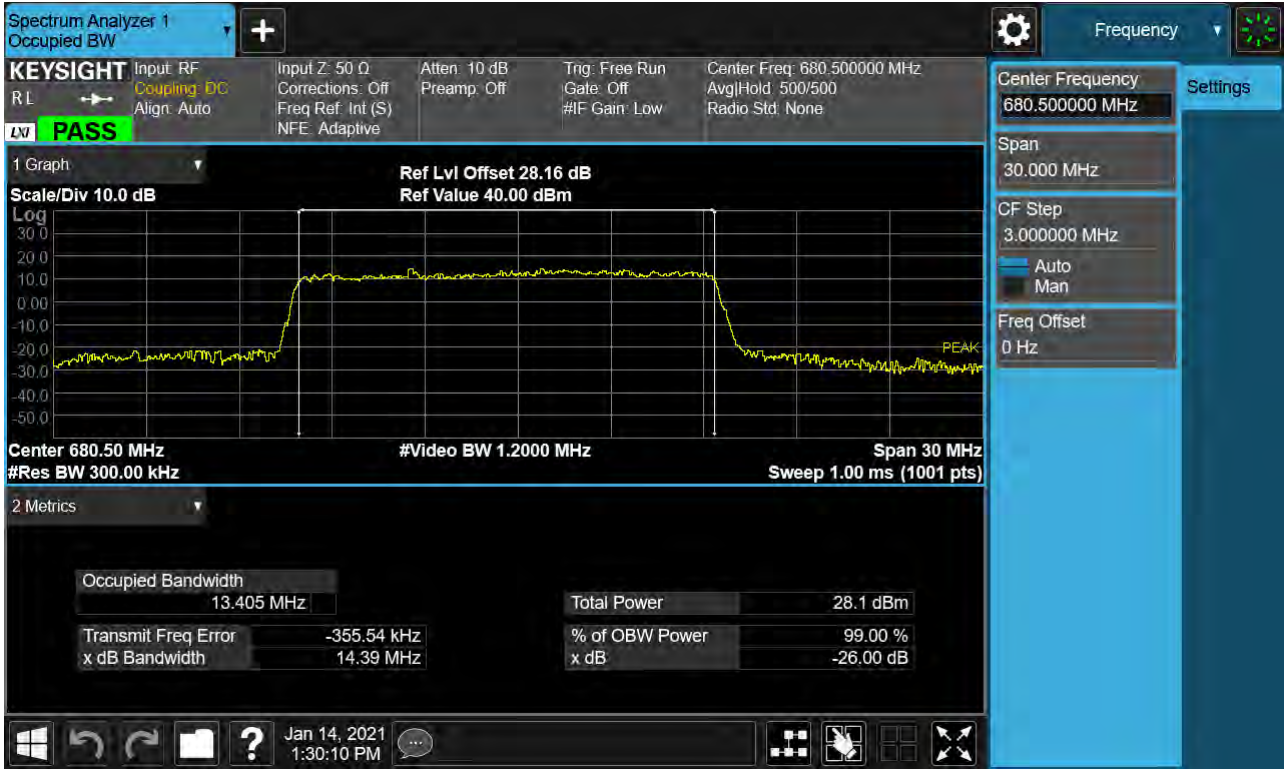 Spectrum Analyzer 1
Occupied BW
+
Frequency
KEYSIGHT
RL
LXI
PASS
Input: RF
Coupling: DC
Align: Auto
Input Z: 50 Ω
Corrections: Off
Freq Ref: Int (S)
NFE: Adaptive
Atten: 10 dB
Preamp: Off
Trig: Free Run
Gate: Off
#IF Gain: Low
Center Freq: 680.500000 MHz
Avg|Hold: 500/500
Radio Std: None
Center Frequency
680.500000 MHz
Settings
Span
30.000 MHz
CF Step
3.000000 MHz
Auto
Man
Freq Offset
0 Hz
1 Graph
Scale/Div 10.0 dB
Ref Lvl Offset 28.16 dB
Ref Value 40.00 dBm
Log
30.0
20.0
10.0
0.00
-10.0
-20.0
-30.0
-40.0
-50.0
PEAK
Center 680.50 MHz
#Video BW 1.2000 MHz
Span 30 MHz
#Res BW 300.00 kHz
Sweep 1.00 ms (1001 pts)
2 Metrics
Occupied Bandwidth
13.405 MHz
Total Power 28.1 dBm
Transmit Freq Error -355.54 kHz
% of OBW Power 99.00 %
x dB Bandwidth 14.39 MHz
x dB -26.00 dB
?
Jan 14, 2021
1:30:10 PM